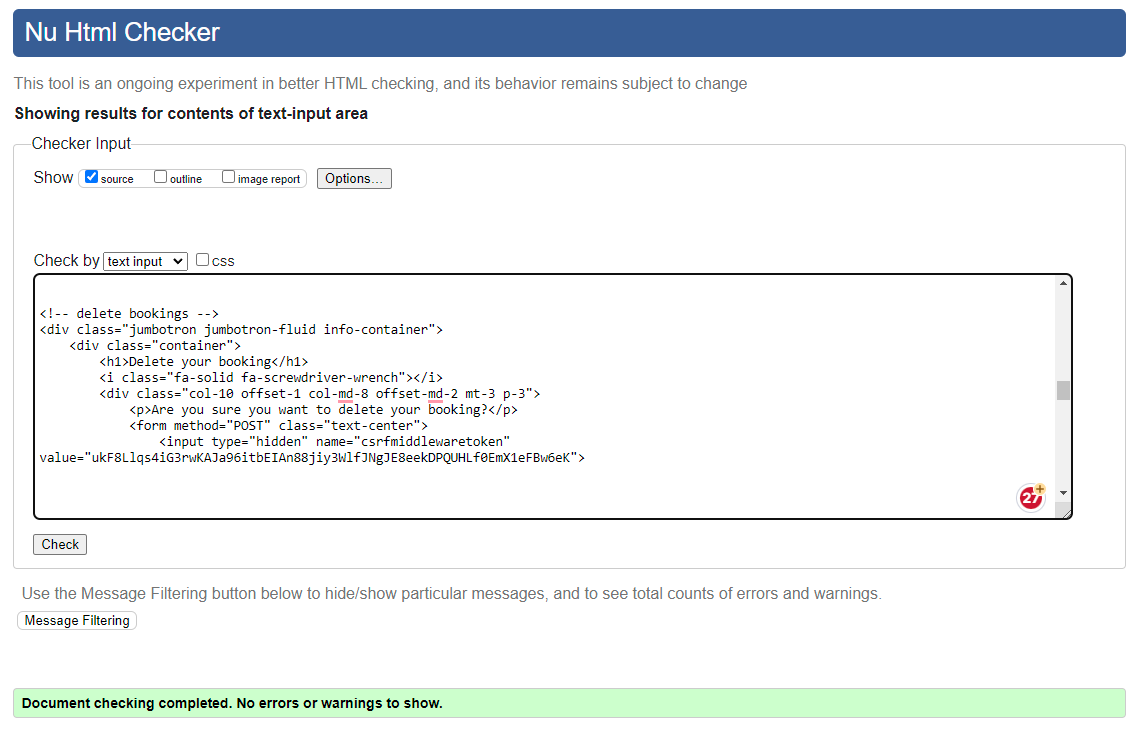 Nu Html Checker
This tool is an ongoing experiment in better HTML checking, and its behavior remains subject to change
Showing results for contents of text-input area
Checker Input
Show source outline image report Options...
Check by text input css
<!-- delete bookings -->
<div class="jumbotron jumbotron-fluid info-container">
<div class="container">
<h1>Delete your booking</h1>
<i class="fa-solid fa-screwdriver-wrench"></i>
<div class="col-10 offset-1 col-md-8 offset-md-2 mt-3 p-3">
<p>Are you sure you want to delete your booking?</p>
<form method="POST" class="text-center">
<input type="hidden" name="csrfmiddlewaretoken"
value="ukF8Llqs4iG3rwKAJa96itbEIAn88jiy3WlfJNgJE8eekDPQUHLf0EmX1eFBw6eK">
27+
Check
Use the Message Filtering button below to hide/show particular messages, and to see total counts of errors and warnings.
Message Filtering
Document checking completed. No errors or warnings to show.